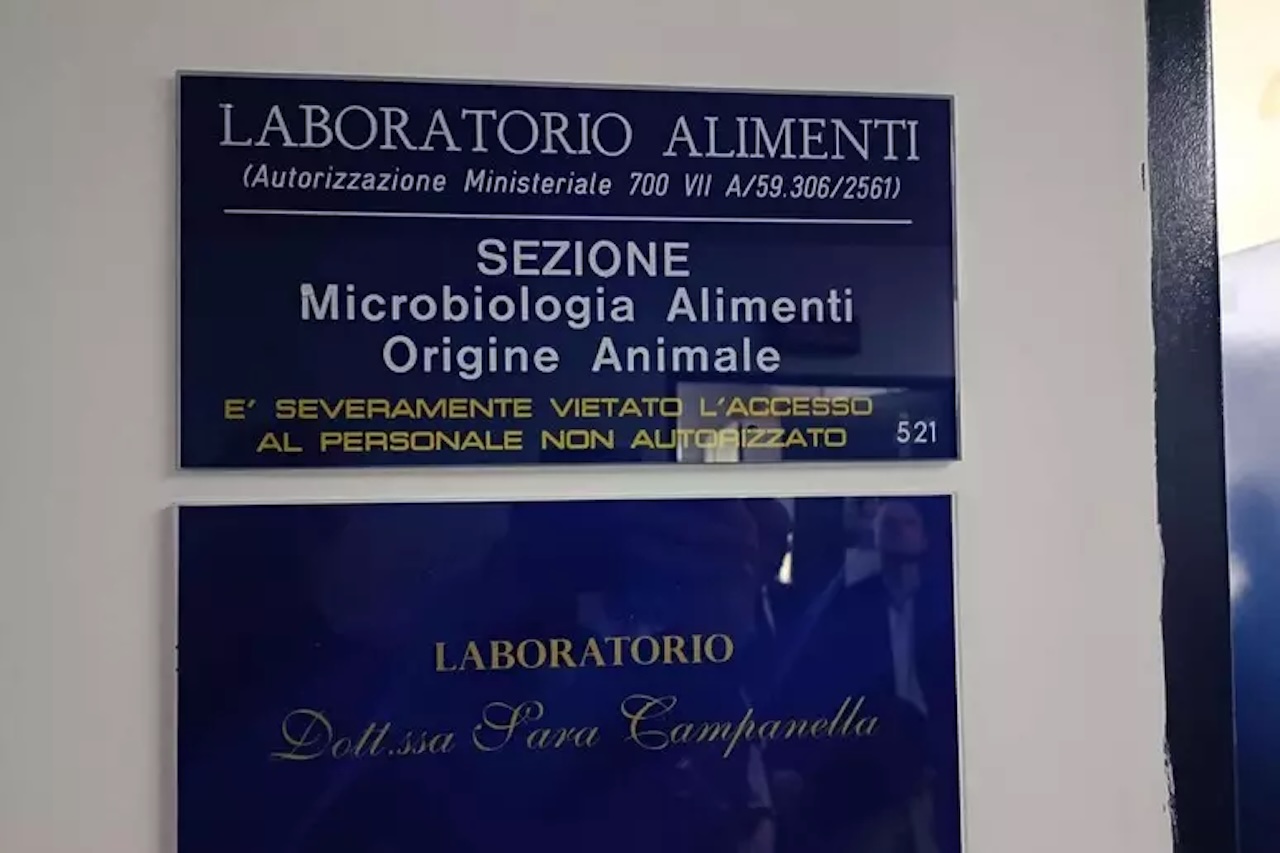 LABORATORIO ALIMENTI
(Autorizzazione Ministeriale 700 VII A/59.306/2561)
SEZIONE
Microbiologia Alimenti
Origine Animale
E' SEVERAMENTE VIETATO L'ACCESSO
AL PERSONALE NON AUTORIZZATO 521
LABORATORIO
Dott.ssa Sara Campanella